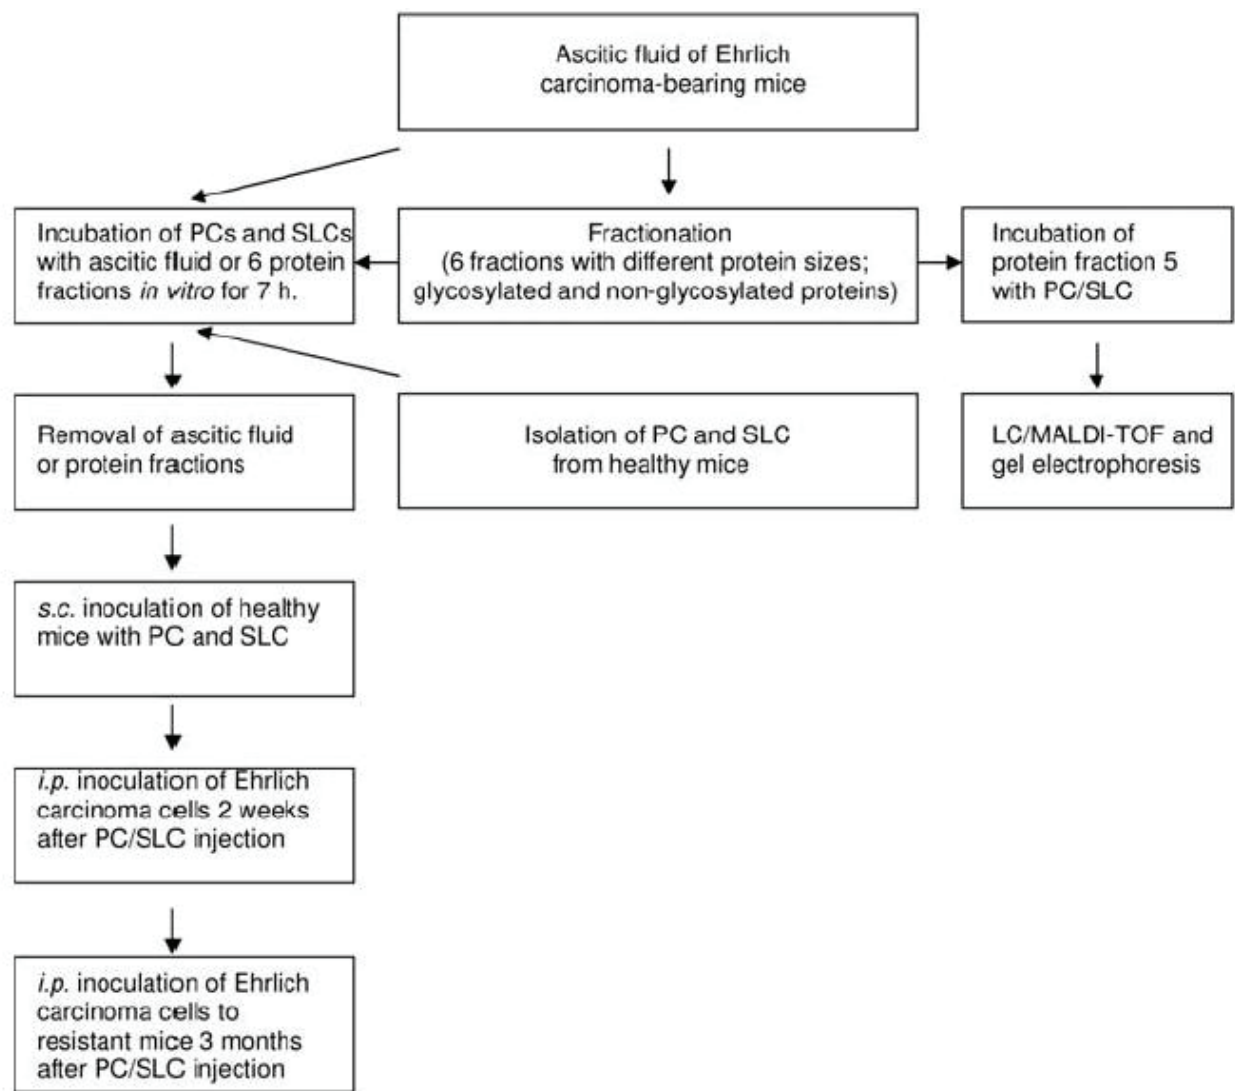 Ascitic fluid of Ehrlich
carcinoma-bearing mice
Incubation of PCs and SLCs
with ascitic fluid or 6 protein
fractions in vitro for 7 h.
Fractionation
(6 fractions with different protein sizes;
glycosylated and non-glycosylated proteins)
Incubation of
protein fraction 5
with PC/SLC
Removal of ascitic fluid
or protein fractions
Isolation of PC and SLC
from healthy mice
LC/MALDI-TOF and
gel electrophoresis
s.c. inoculation of healthy
mice with PC and SLC
i.p. inoculation of Ehrlich
carcinoma cells 2 weeks
after PC/SLC injection
i.p. inoculation of Ehrlich
carcinoma cells to
resistant mice 3 months
after PC/SLC injection